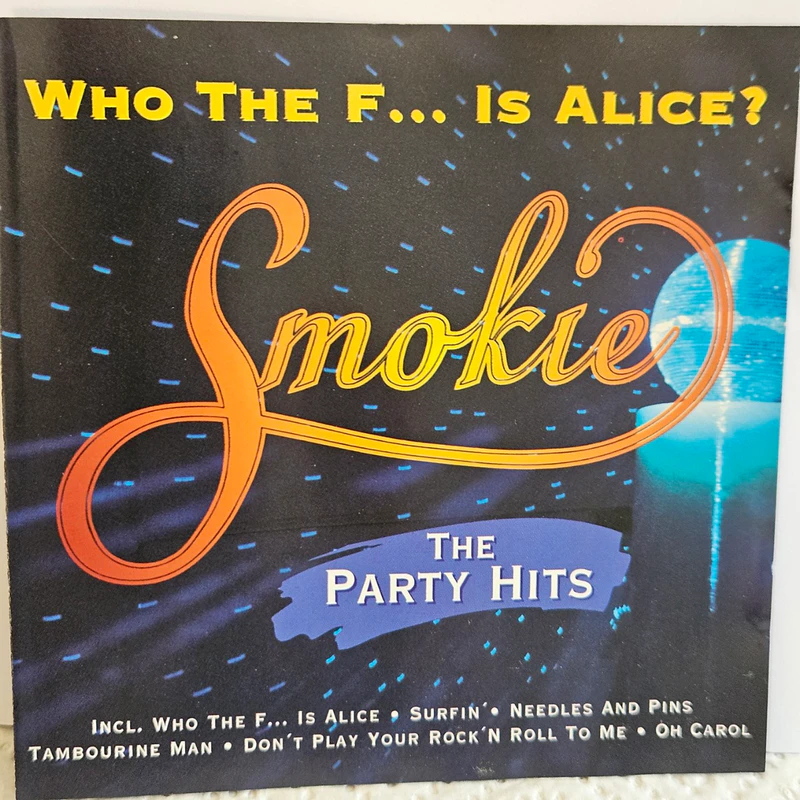 WHO THE F... IS ALICE?
Smokie
THE
PARTY HITS
INCL. WHO THE F... IS ALICE • SURFIN´• NEEDLES AND PINS
TAMBOURINE MAN • DON´T PLAY YOUR ROCK´N ROLL TO ME • OH CAROL